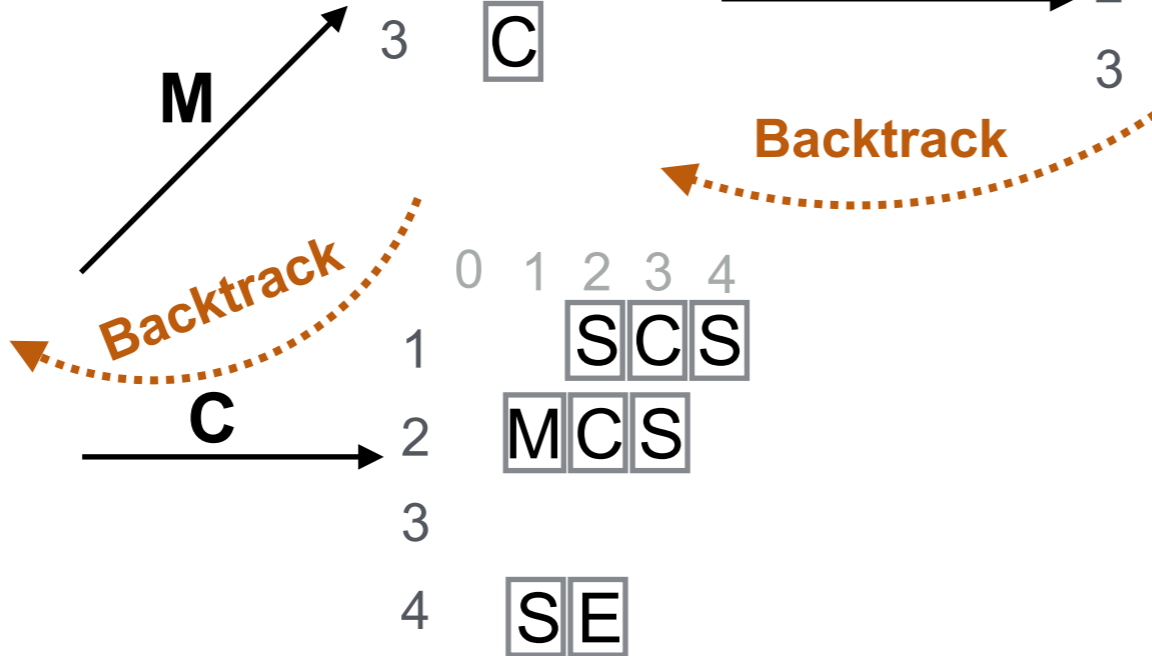 3 C
3
M
Backtrack
0 1 2 3 4
Backtrack
1 S C S
C
2 M C S
3
4 S E